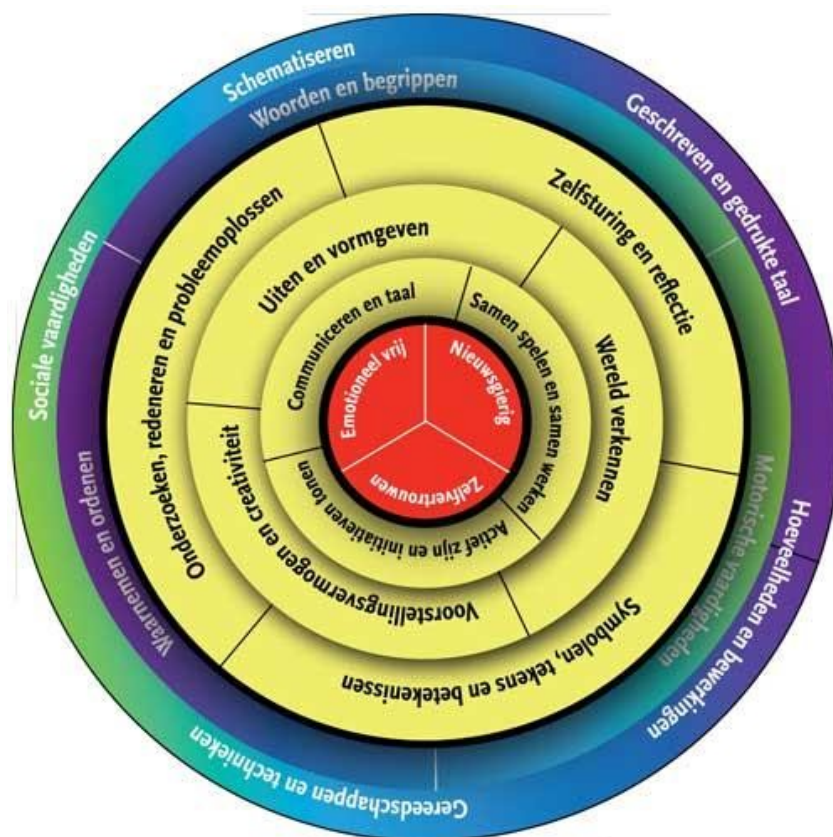 Schematiseren
Woorden en begrippen
Geschreven en gedrukte taal
Sociale vaardigheden
Onderzoeken, redeneren en probleemoplossen
Zelfsturing en reflectie
Uiten en vormgeven
Communiceren en taal
Samen spelen en samen werken
Emotioneel vrij
Nieuwsgierig
Zelfvertrouwen
Wereld verkennen
Actief zijn en initiatieven tonen
Voorstellingsvermogen en creativiteit
Waarnemen en ordenen
Motorische vaardigheden
Hoeveelheden en bewerkingen
Symbolen, tekens en betekenissen
Gereedschappen en technieken